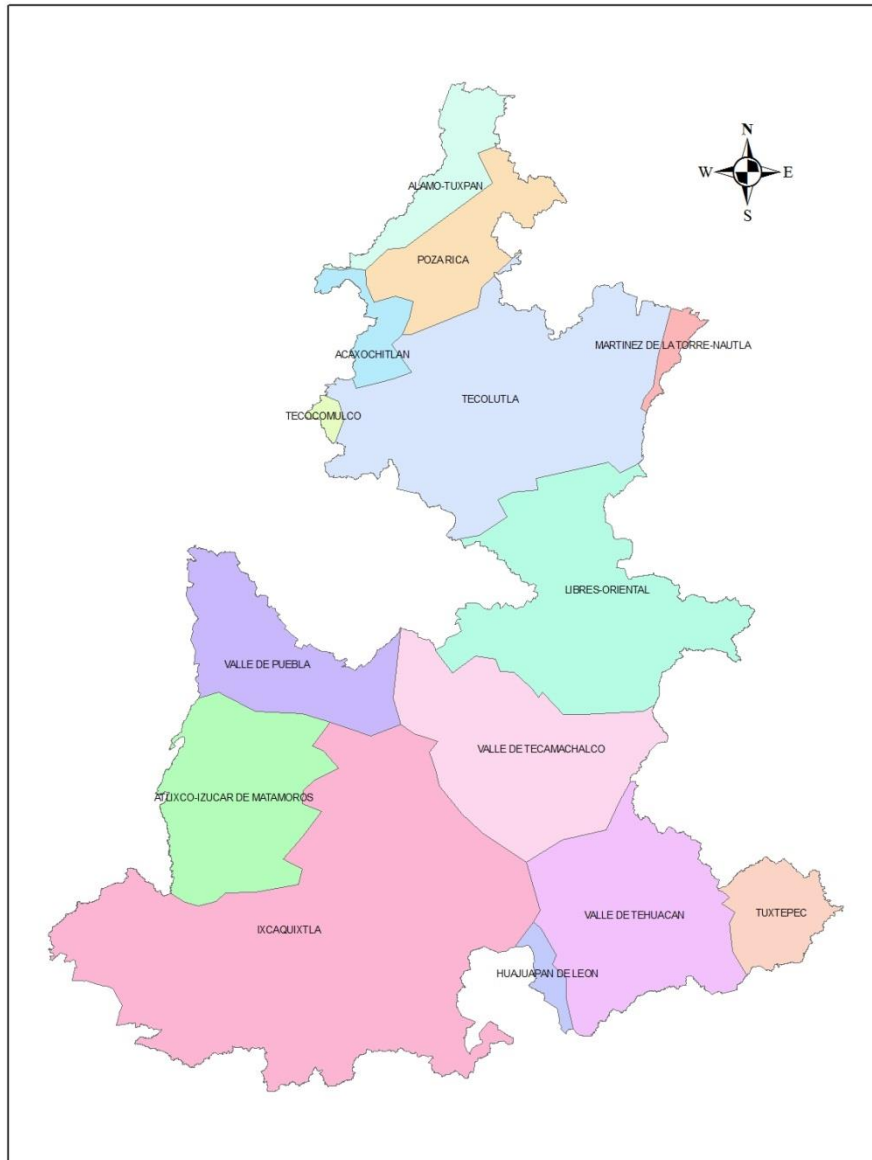 N
W E
S
ALAMO-TUXPAN
POZA RICA
ACAXOCHITLAN
MARTINEZ DE LA TORRE-NAUTLA
TECOLUTLA
TECOCOMULCO
LIBRES-ORIENTAL
VALLE DE PUEBLA
VALLE DE TECAMACHALCO
ATLIXCO-IZUCAR DE MATAMOROS
IXCAQUIXTLA
VALLE DE TEHUACAN
TUXTEPEC
HUAJUAPAN DE LEON